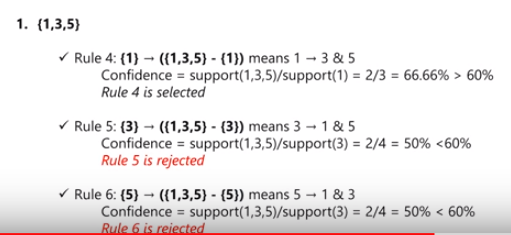 1. {1,3,5}
✓ Rule 4: {1} → ({1,3,5} - {1}) means 1 → 3 & 5
Confidence = support(1,3,5)/support(1) = 2/3 = 66.66% > 60%
Rule 4 is selected
✓ Rule 5: {3} → ({1,3,5} - {3}) means 3 → 1 & 5
Confidence = support(1,3,5)/support(3) = 2/4 = 50% <60%
Rule 5 is rejected
✓ Rule 6: {5} → ({1,3,5} - {5}) means 5 → 1 & 3
Confidence = support(1,3,5)/support(3) = 2/4 = 50% < 60%
Rule 6 is rejected